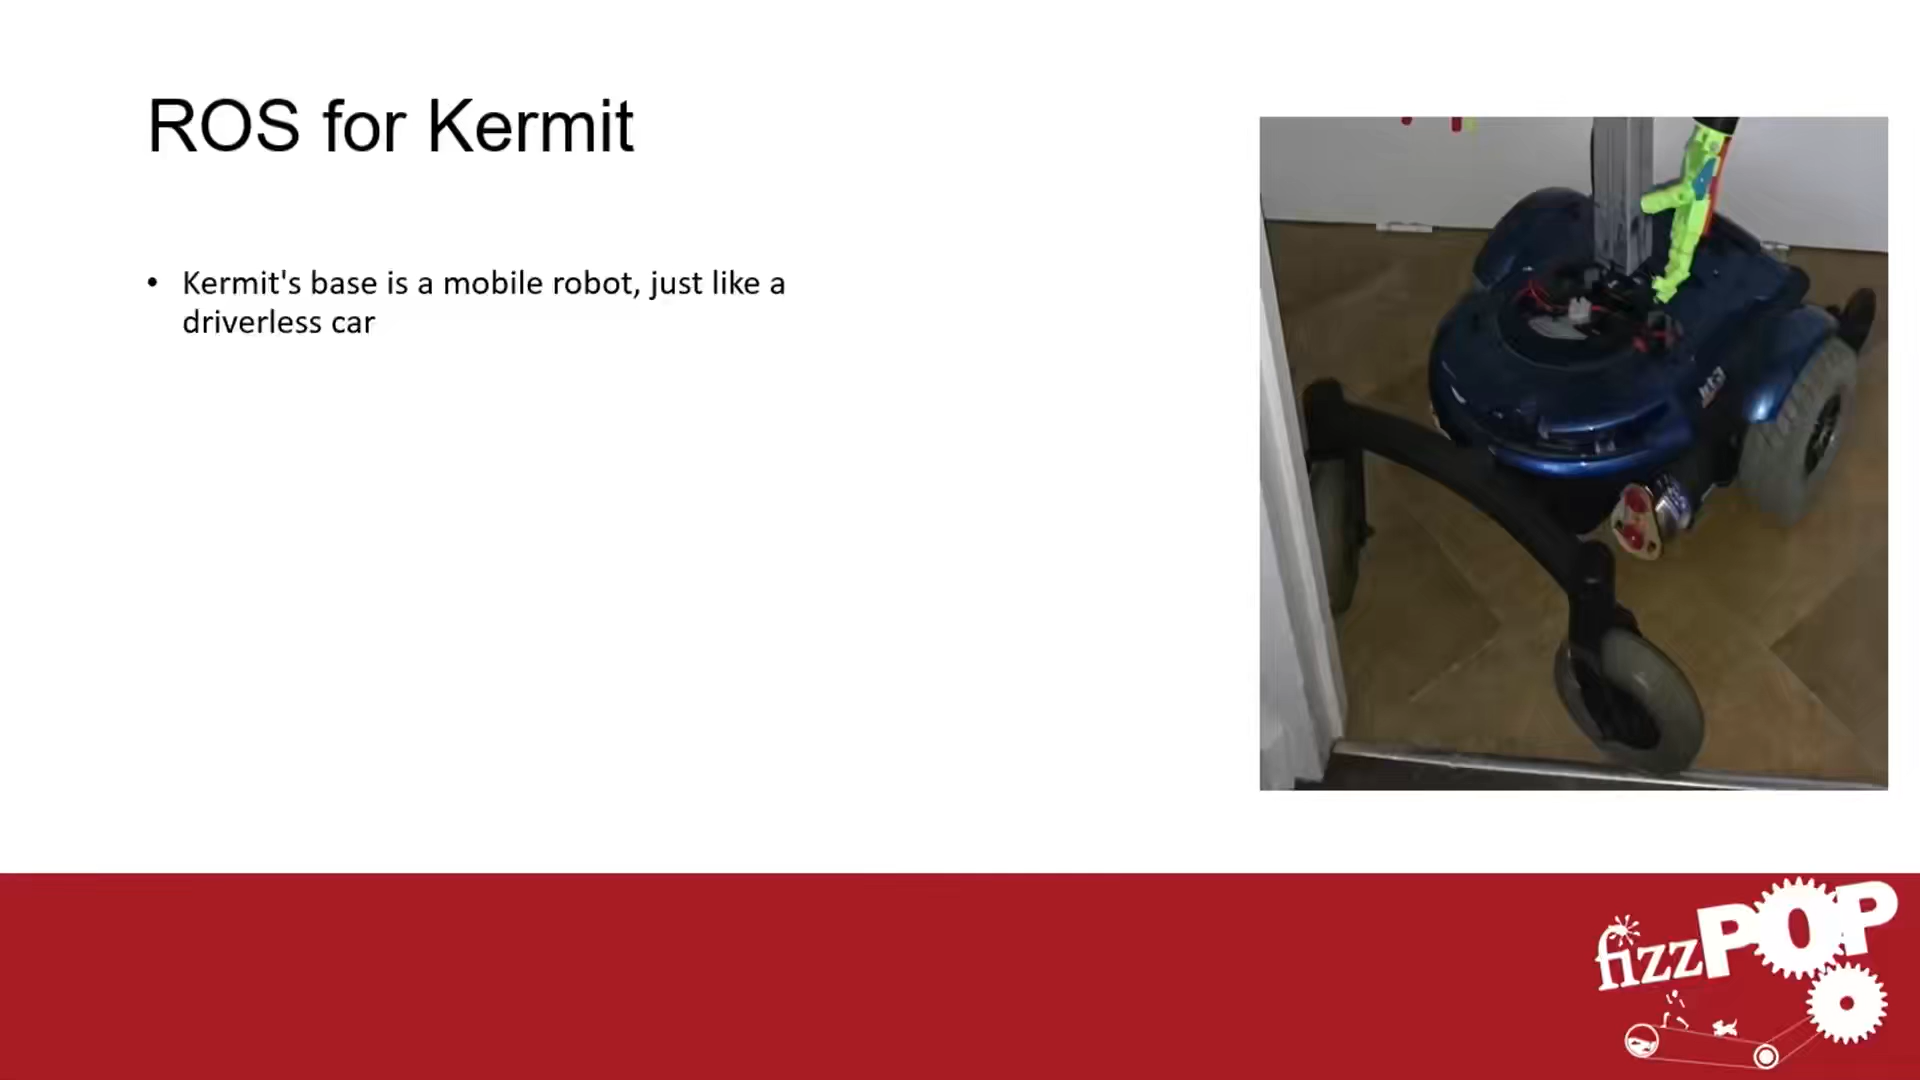 ROS for Kermit
• Kermit's base is a mobile robot, just like a
driverless car
fizzPOP